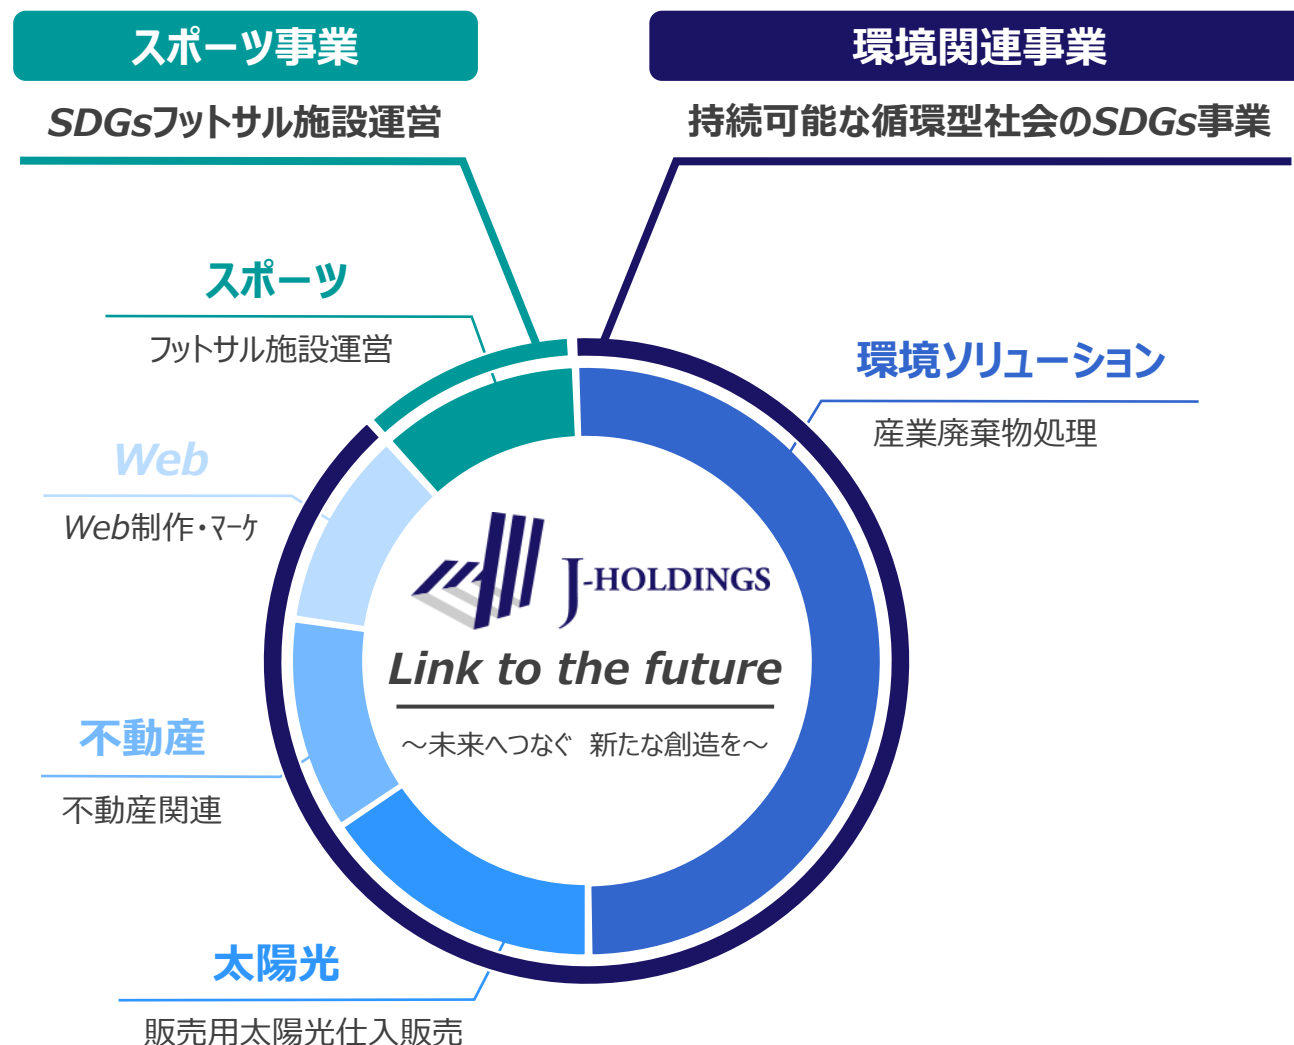 スポーツ事業
環境関連事業
SDGsフットサル施設運営
持続可能な循環型社会のSDGs事業
スポーツ
フットサル施設運営
環境ソリューション
産業廃棄物処理
Web
Web制作・ﾏｰｹ
J-HOLDINGS
Link to the future
～未来へつなぐ 新たな創造を～
不動産
不動産関連
太陽光
販売用太陽光仕入販売